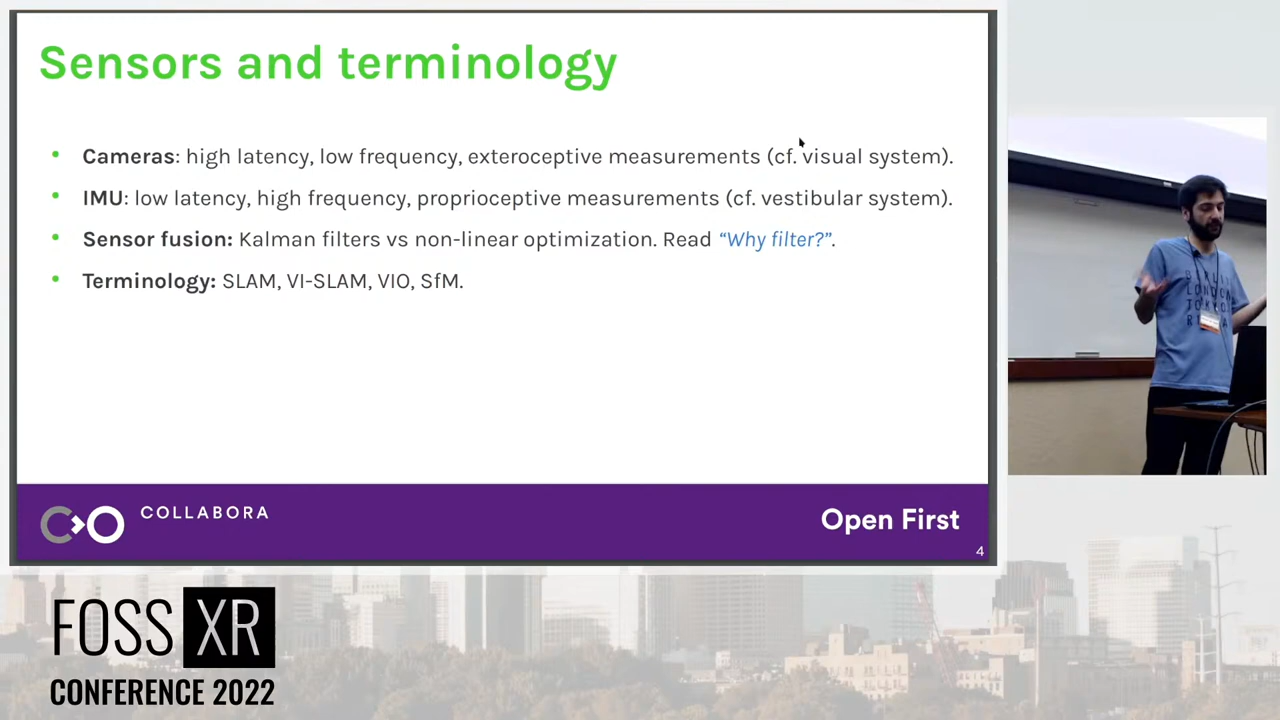 Sensors and terminology
• Cameras: high latency, low frequency, exteroceptive measurements (cf. visual system).
• IMU: low latency, high frequency, proprioceptive measurements (cf. vestibular system).
• Sensor fusion: Kalman filters vs non-linear optimization. Read “Why filter?”.
• Terminology: SLAM, VI-SLAM, VIO, SfM.
COLLABORA
Open First
4
LONDON
TOKYO
FOSS XR
CONFERENCE 2022